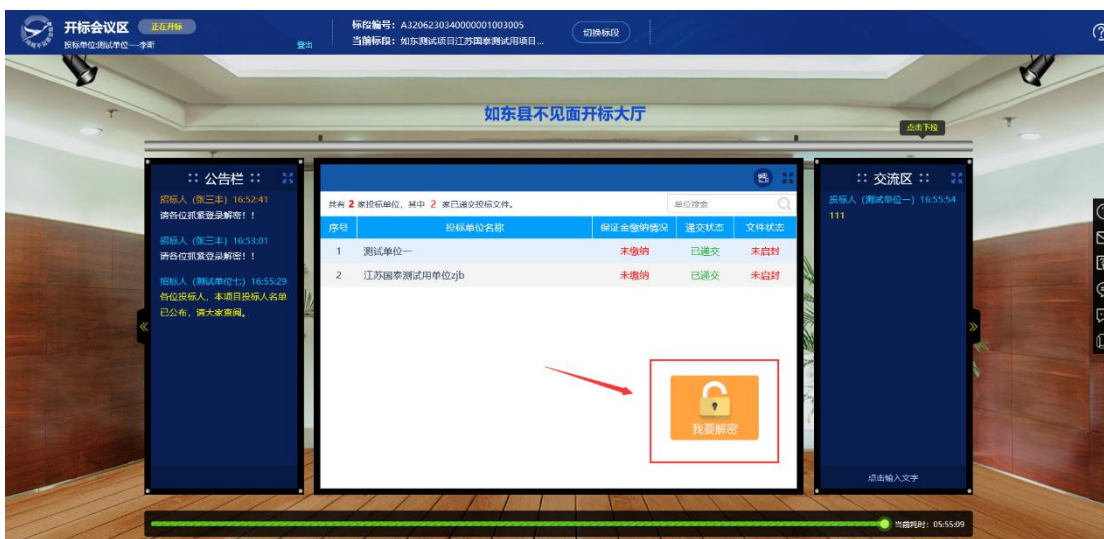 开标会议区 正在开标
投标单位:测试单位一---李昕
登出
标段编号：A3206230340000001003005
当前标段：如东测试项目江苏国泰测试用项目...
切换标段
如东县不见面开标大厅
点击下拉
:: 公告栏 ::
招标人（张三丰）16:52:41
请各位抓紧登录解密！！
招标人（张三丰）16:53:01
请各位抓紧登录解密！！
招标人（测试单位七）16:55:29
各位投标人，本项目投标人名单
已公布，请大家查阅。
共有 2 家投标单位，其中 2 家已递交投标文件。
单位搜索
序号 投标单位名称 保证金缴纳情况 递交状态 文件状态
1 测试单位一 未缴纳 已递交 未启封
2 江苏国泰测试用单位zjb 未缴纳 已递交 未启封
我要解密
:: 交流区 ::
投标人（测试单位一）16:55:54
111
点击输入文字
当前耗时：05:55:09